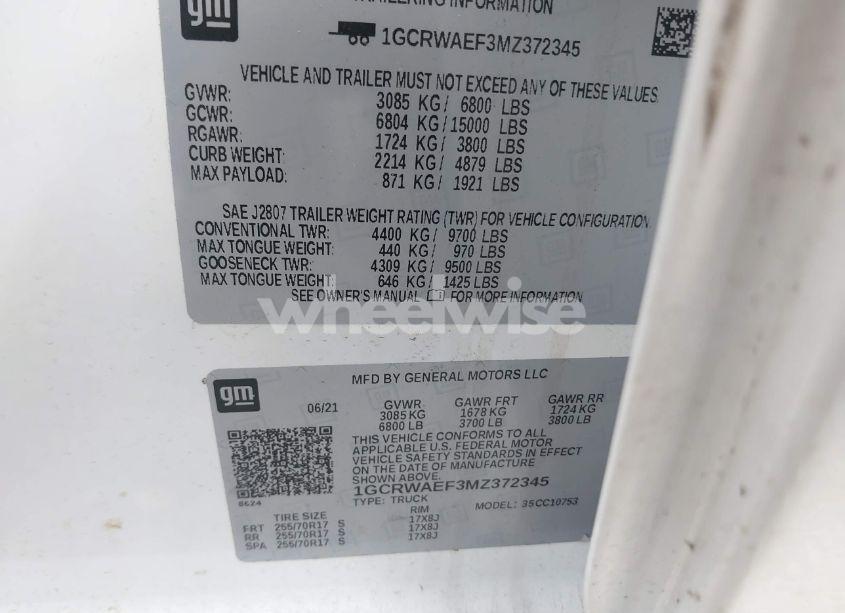 gm
TRAILERING INFORMATION
1GCRWAEF3MZ372345
VEHICLE AND TRAILER MUST NOT EXCEED ANY OF THESE VALUES.
GVWR: 3085 KG/ 6800 LBS
GCWR: 6804 KG/15000 LBS
RGAWR: 1724 KG/ 3800 LBS
CURB WEIGHT: 2214 KG/ 4879 LBS
MAX PAYLOAD: 871 KG/ 1921 LBS
SAE J2807 TRAILER WEIGHT RATING (TWR) FOR VEHICLE CONFIGURATION.
CONVENTIONAL TWR: 4400 KG/ 9700 LBS
MAX TONGUE WEIGHT: 440 KG/ 970 LBS
GOOSENECK TWR: 4309 KG/ 9500 LBS
MAX TONGUE WEIGHT: 646 KG/ 1425 LBS
SEE OWNER'S MANUAL FOR MORE INFORMATION
wheelwise
gm
MFD BY GENERAL MOTORS LLC
06/21 GVWR GAWR FRT GAWR RR
3085 KG 1678 KG 1724 KG
6800 LB 3700 LB 3800 LB
THIS VEHICLE CONFORMS TO ALL
APPLICABLE U.S. FEDERAL MOTOR
VEHICLE SAFETY STANDARDS IN EFFECT
ON THE DATE OF MANUFACTURE
SHOWN ABOVE.
1GCRWAEF3MZ372345
8624
TYPE: TRUCK MODEL: 35CC10753
TIRE SIZE RIM
FRT 255/70R17 S 17X8J
RR 255/70R17 S 17X8J
SPA 255/70R17 S 17X8J